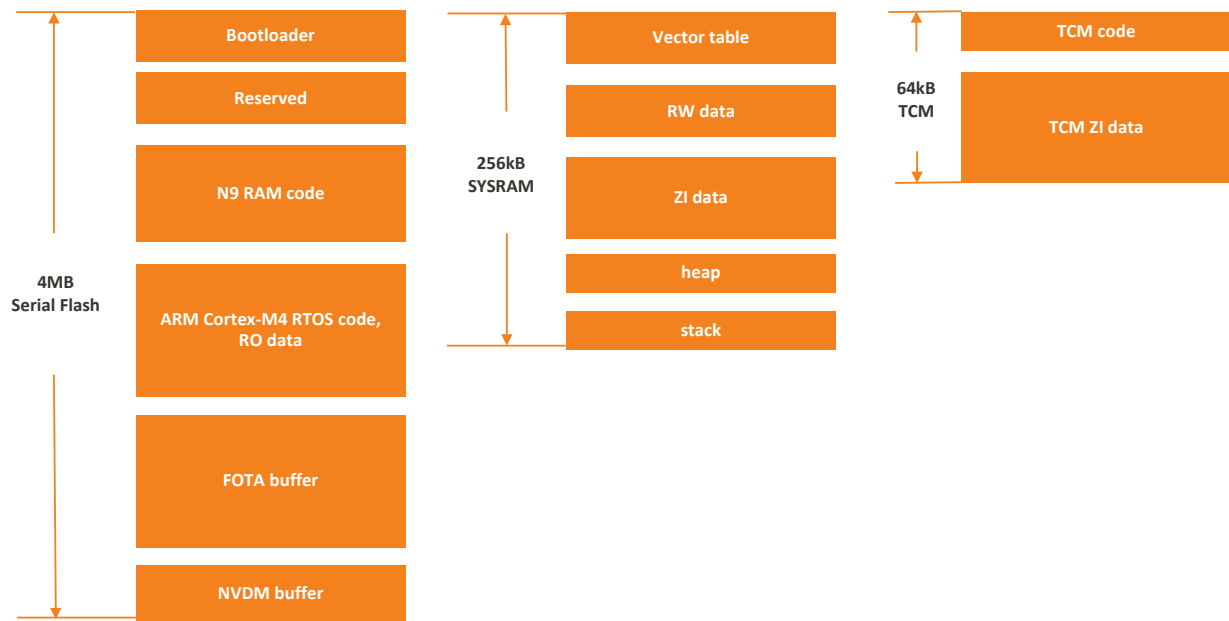 4MB
Serial Flash
Bootloader
Reserved
N9 RAM code
ARM Cortex-M4 RTOS code,
RO data
FOTA buffer
NVDM buffer
256kB
SYSRAM
Vector table
RW data
ZI data
heap
stack
64kB
TCM
TCM code
TCM ZI data